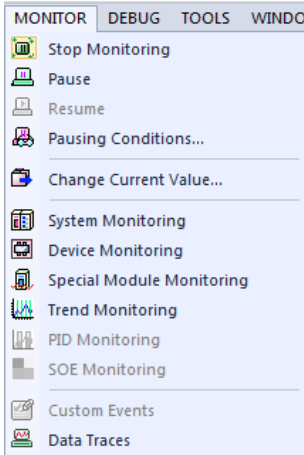 MONITOR DEBUG TOOLS WINDO
Stop Monitoring
Pause
Resume
Pausing Conditions...
Change Current Value...
System Monitoring
Device Monitoring
Special Module Monitoring
Trend Monitoring
PID Monitoring
SOE Monitoring
Custom Events
Data Traces